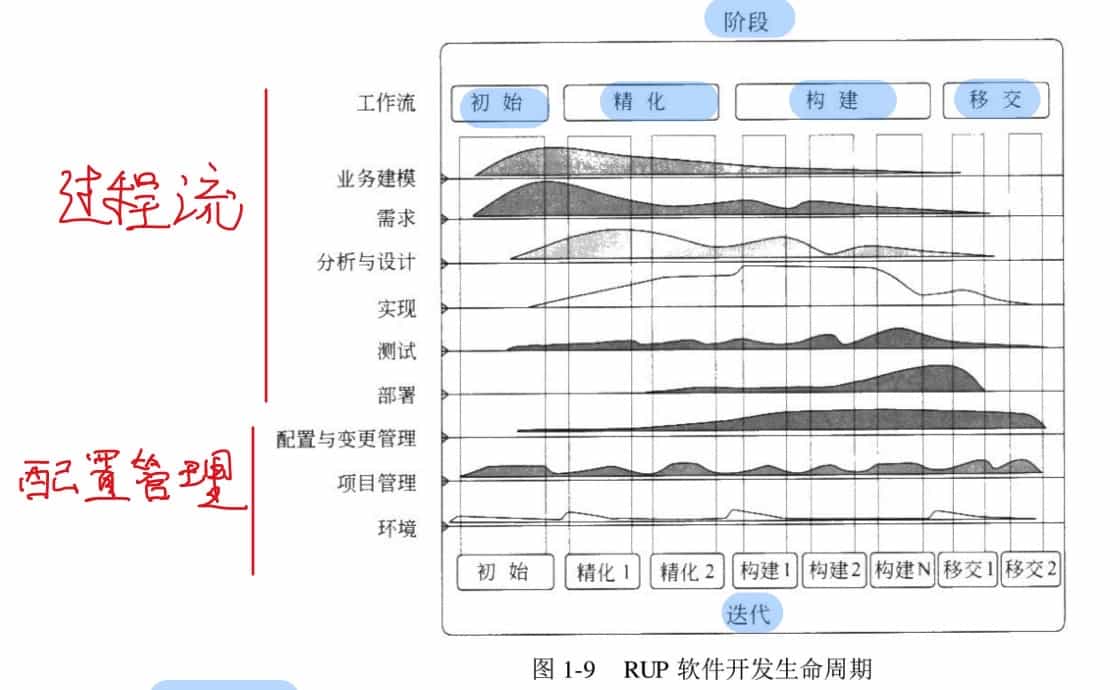 阶段
工作流 初始 精化 构建 移交
业务建模
需求
分析与设计
实现
测试
部署
配置与变更管理
项目管理
环境
过程流
配置管理
初始 精化1 精化2 构建1 构建2 构建N 移交1 移交2
迭代
图 1-9 RUP 软件开发生命周期